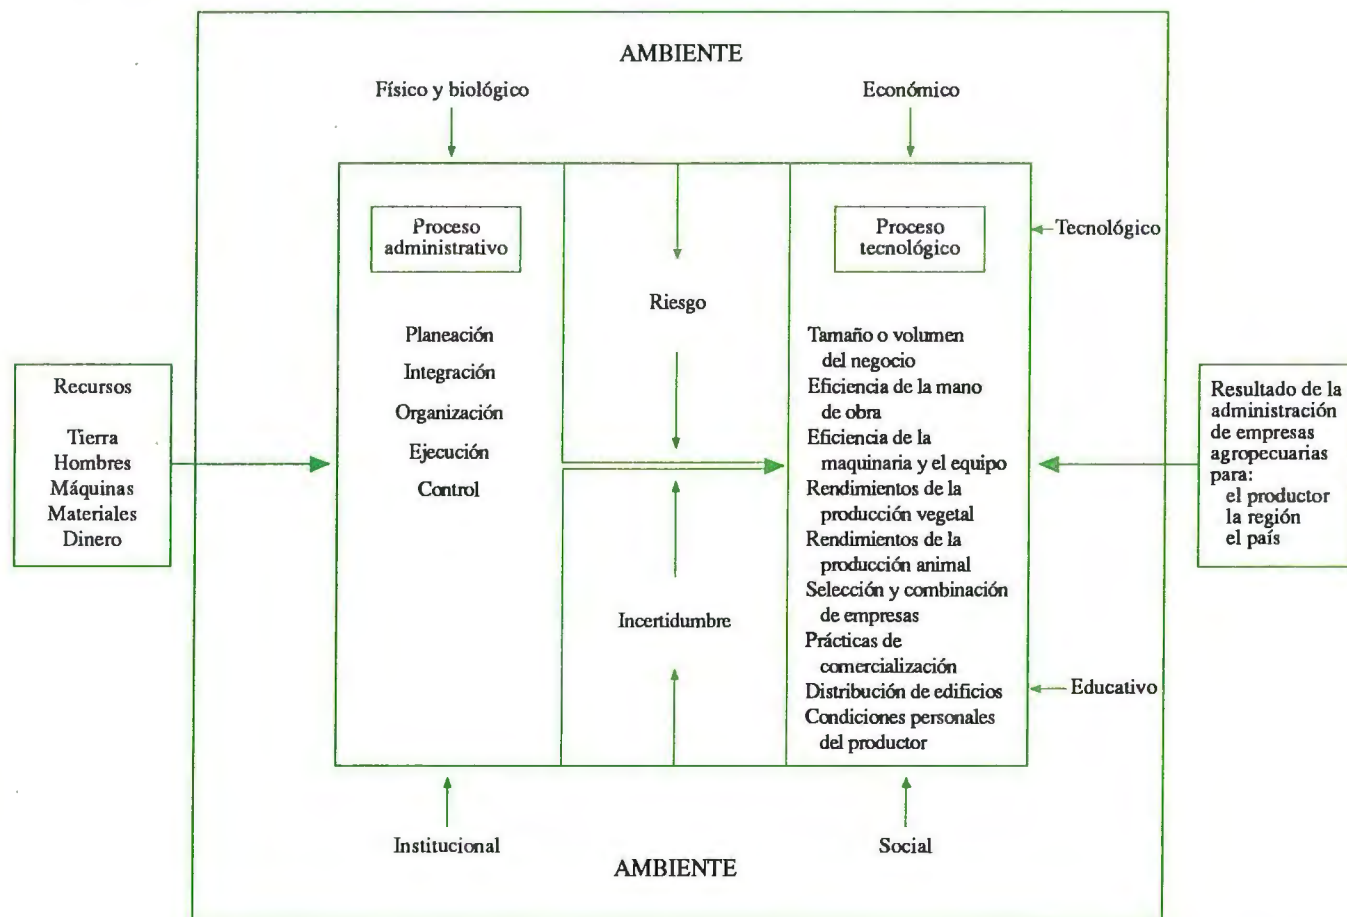 AMBIENTE
Físico y biológico
Económico
Proceso
administrativo
Planeación
Integración
Organización
Ejecución
Control
Riesgo
Incertidumbre
Proceso
tecnológico
Tamaño o volumen
del negocio
Eficiencia de la mano
de obra
Eficiencia de la
maquinaria y el equipo
Rendimientos de la
producción vegetal
Rendimientos de la
producción animal
Selección y combinación
de empresas
Prácticas de
comercialización
Distribución de edificios
Condiciones personales
del productor
Tecnológico
Educativo
Recursos
Tierra
Hombres
Máquinas
Materiales
Dinero
Resultado de la
administración
de empresas
agropecuarias
para:
el productor
la región
el país
Institucional
Social
AMBIENTE